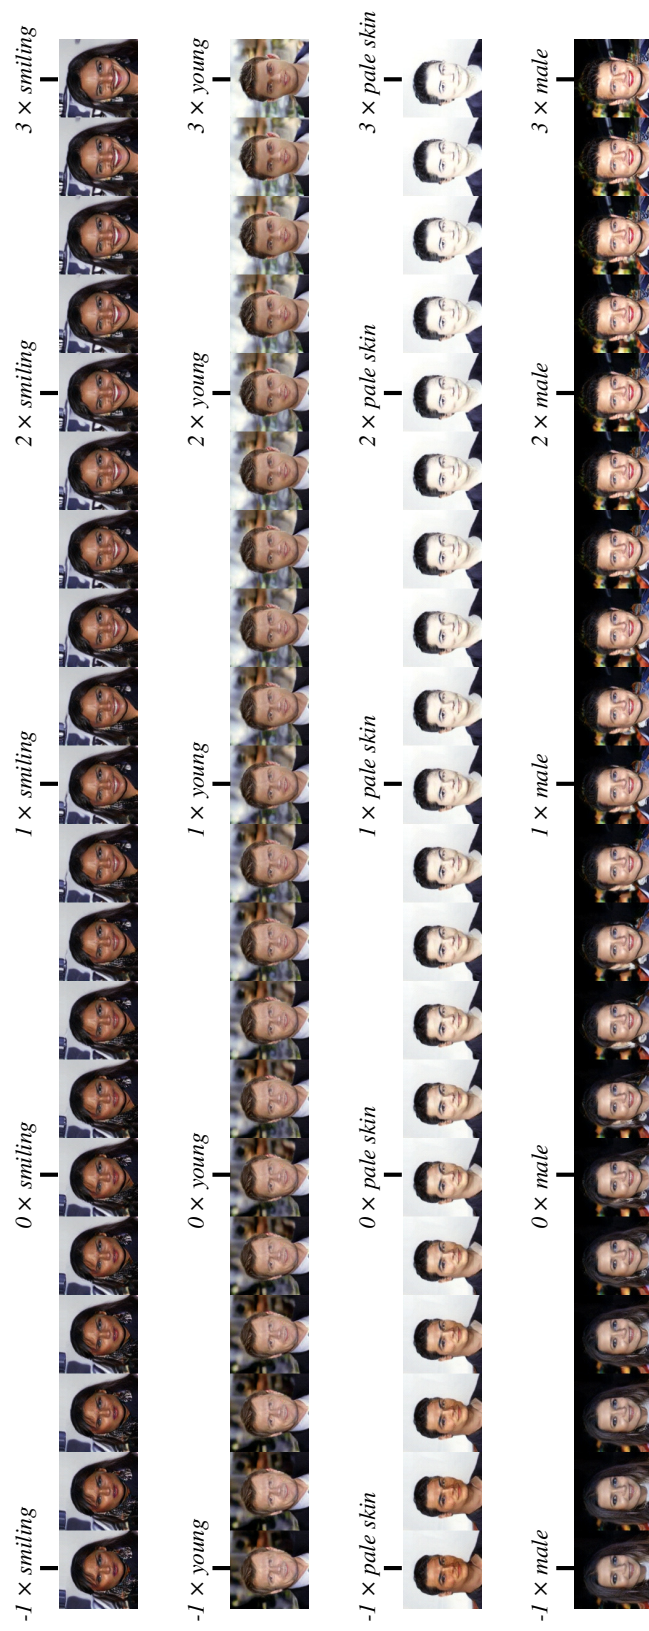 -1 × smiling 0 × smiling 1 × smiling 2 × smiling 3 × smiling
-1 × young 0 × young 1 × young 2 × young 3 × young
-1 × pale skin 0 × pale skin 1 × pale skin 2 × pale skin 3 × pale skin
-1 × male 0 × male 1 × male 2 × male 3 × male